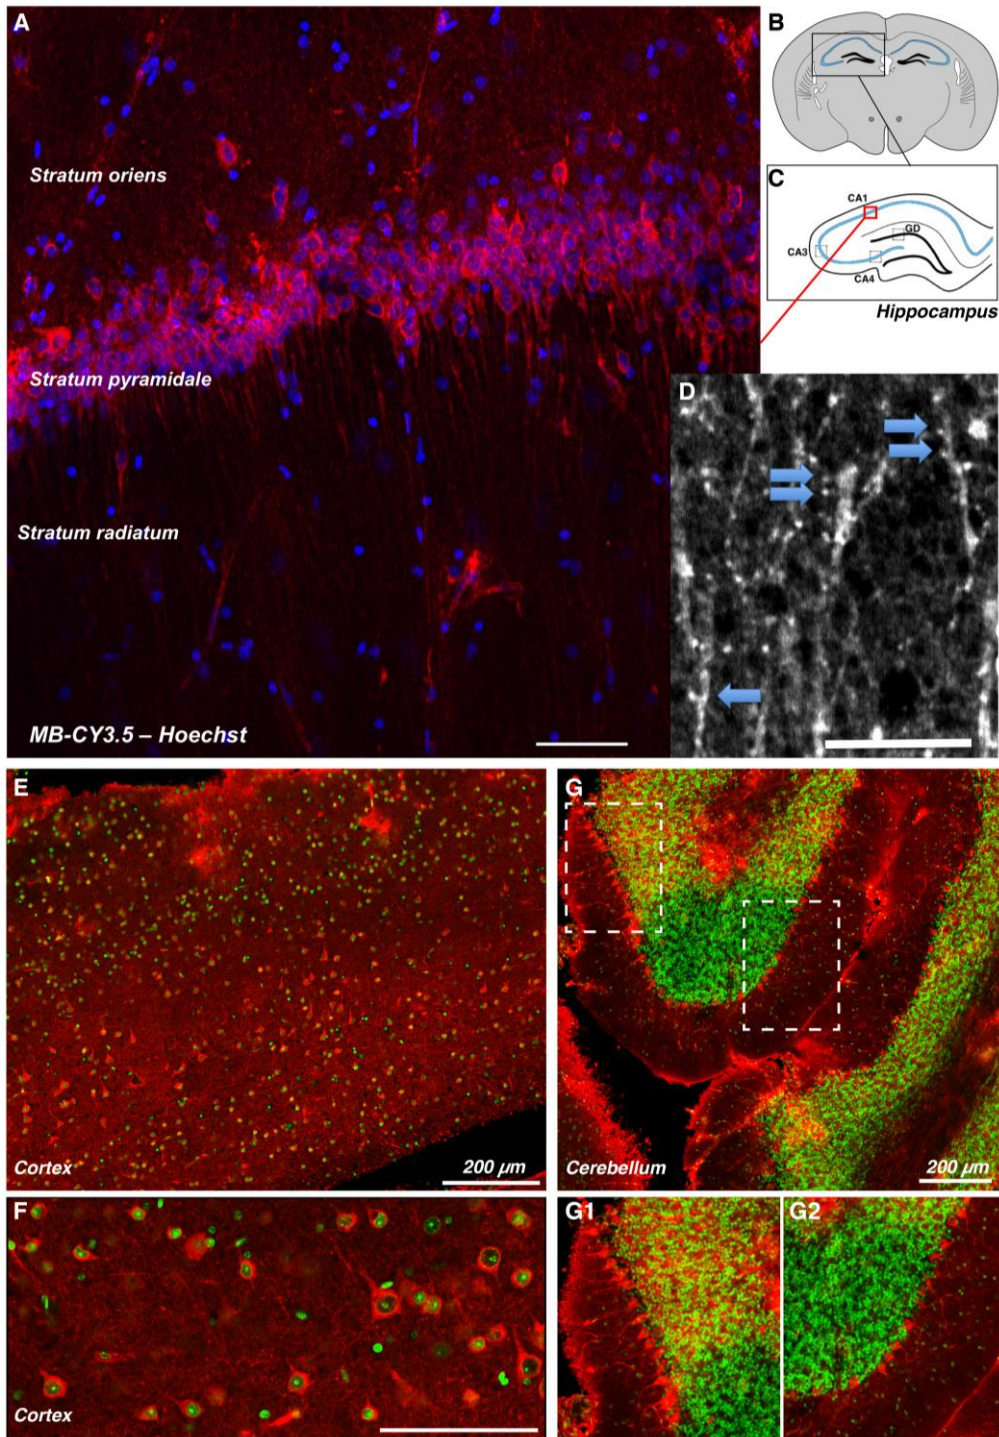 A
Stratum oriens
Stratum pyramidale
Stratum radiatum
MB-CY3.5 – Hoechst
B
C
CA1
GD
CA3
CA4
Hippocampus
D
E
Cortex
200 µm
G
Cerebellum
200 µm
F
Cortex
G1
G2